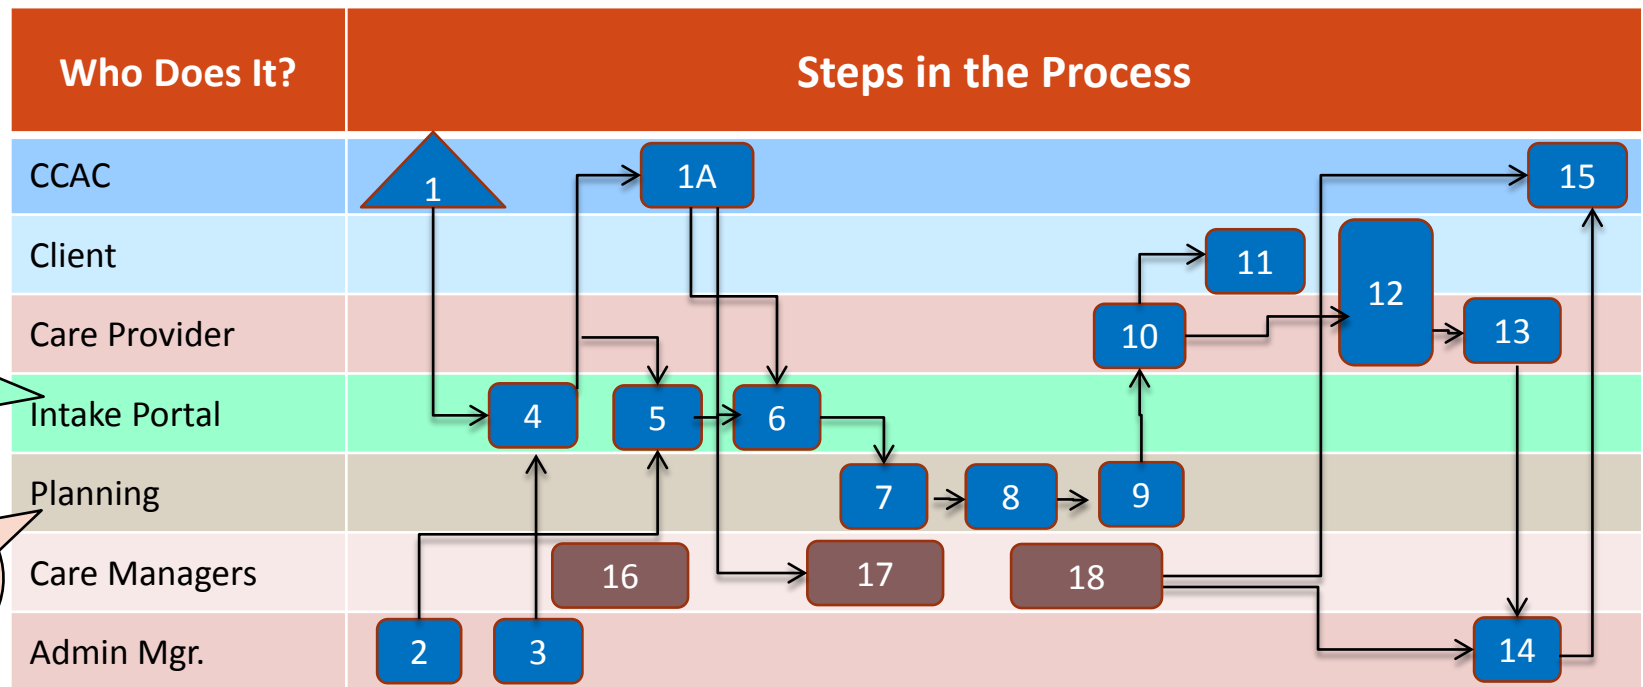 Who Does It? Steps in the Process
CCAC 1 1A 15
Client 11 12
Care Provider 10 13
Intake Portal 4 5 6
Planning 7 8 9
Care Managers 16 17 18
Admin Mgr. 2 3 14